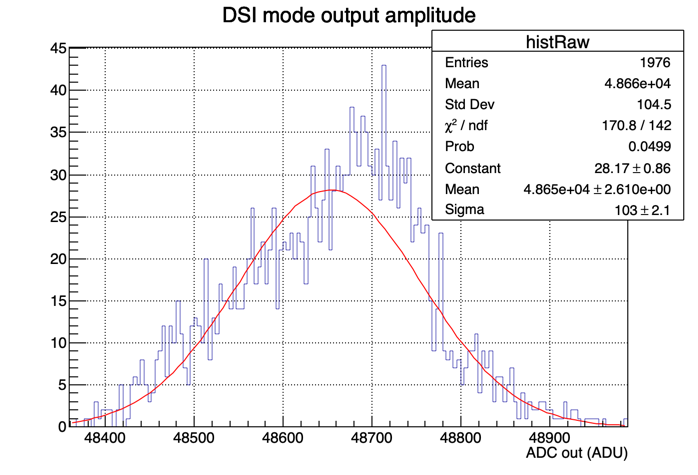 DSI mode output amplitude
histRaw
Entries 1976
Mean 4.866e+04
Std Dev 104.5
χ² / ndf 170.8 / 142
Prob 0.0499
Constant 28.17 ± 0.86
Mean 4.865e+04 ± 2.610e+00
Sigma 103 ± 2.1
45
40
35
30
25
20
15
10
5
0
48400 48500 48600 48700 48800 48900
ADC out (ADU)